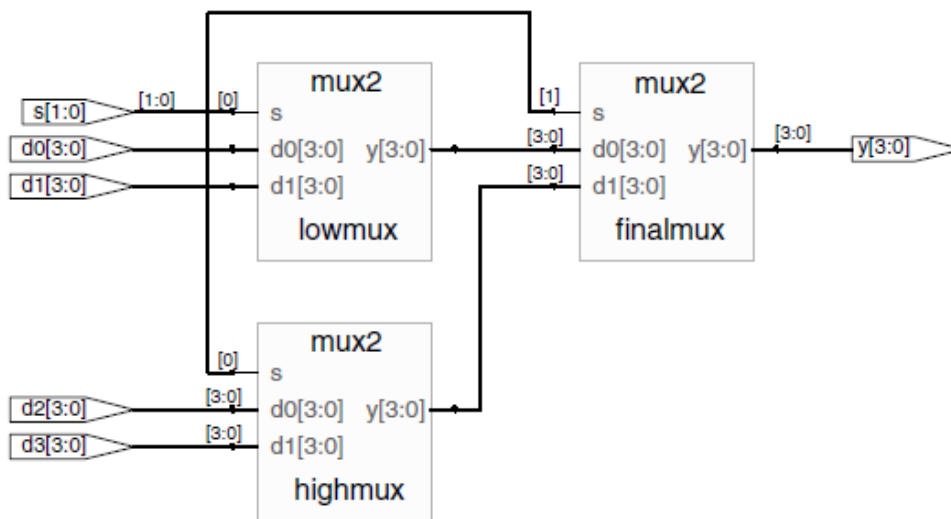 mux2
mux2
s[1:0]
[1:0]
[0]
s
[1]
s
d0[3:0]
d0[3:0]
y[3:0]
[3:0]
d0[3:0]
y[3:0]
[3:0]
y[3:0]
d1[3:0]
d1[3:0]
[3:0]
d1[3:0]
lowmux
finalmux
mux2
[0]
s
d2[3:0]
[3:0]
d0[3:0]
y[3:0]
d3[3:0]
[3:0]
d1[3:0]
highmux